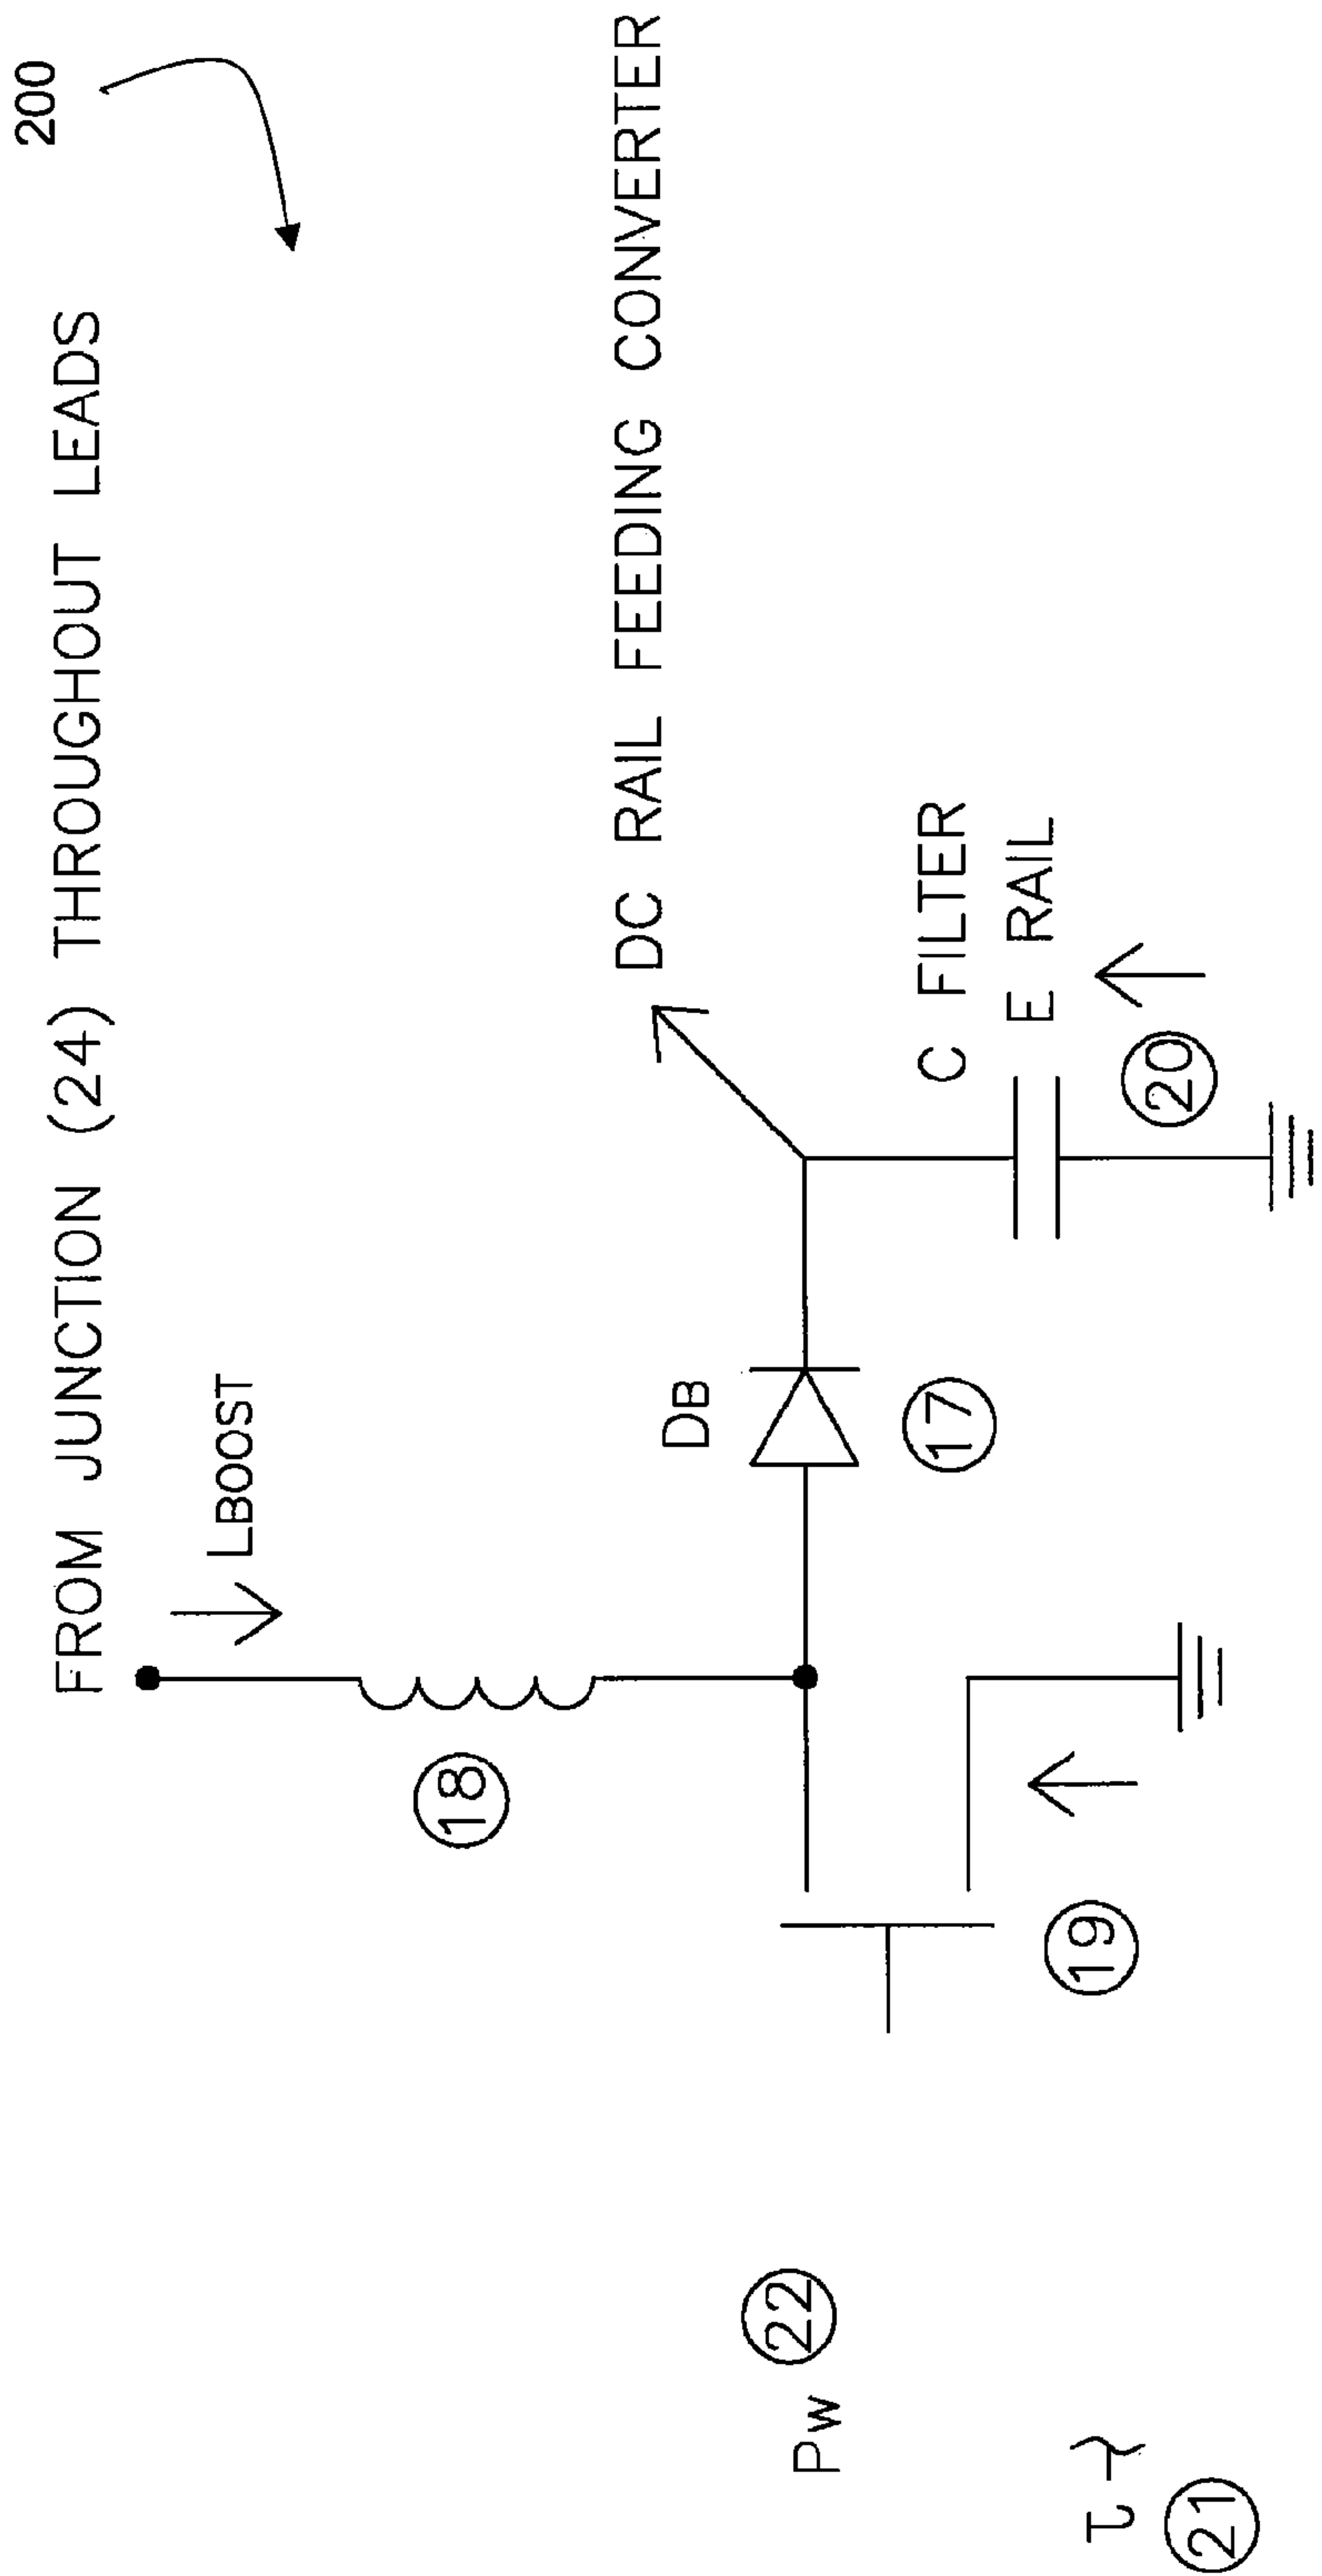 200
FROM JUNCTION (24) THROUGHOUT LEADS
LBOOST
18
DC RAIL FEEDING CONVERTER
DB
17
C FILTER
E RAIL
20
19
22
PW
τ
21